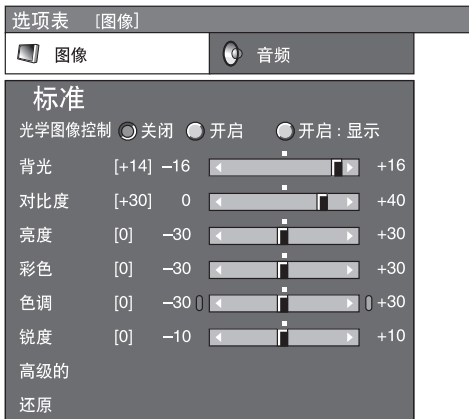 选项表 [图像]
图像 音频
标准
光学图像控制 关闭 开启 开启:显示
背光 [+14] –16 +16
对比度 [+30] 0 +40
亮度 [0] –30 +30
彩色 [0] –30 +30
色调 [0] –30 +30
锐度 [0] –10 +10
高级的
还原